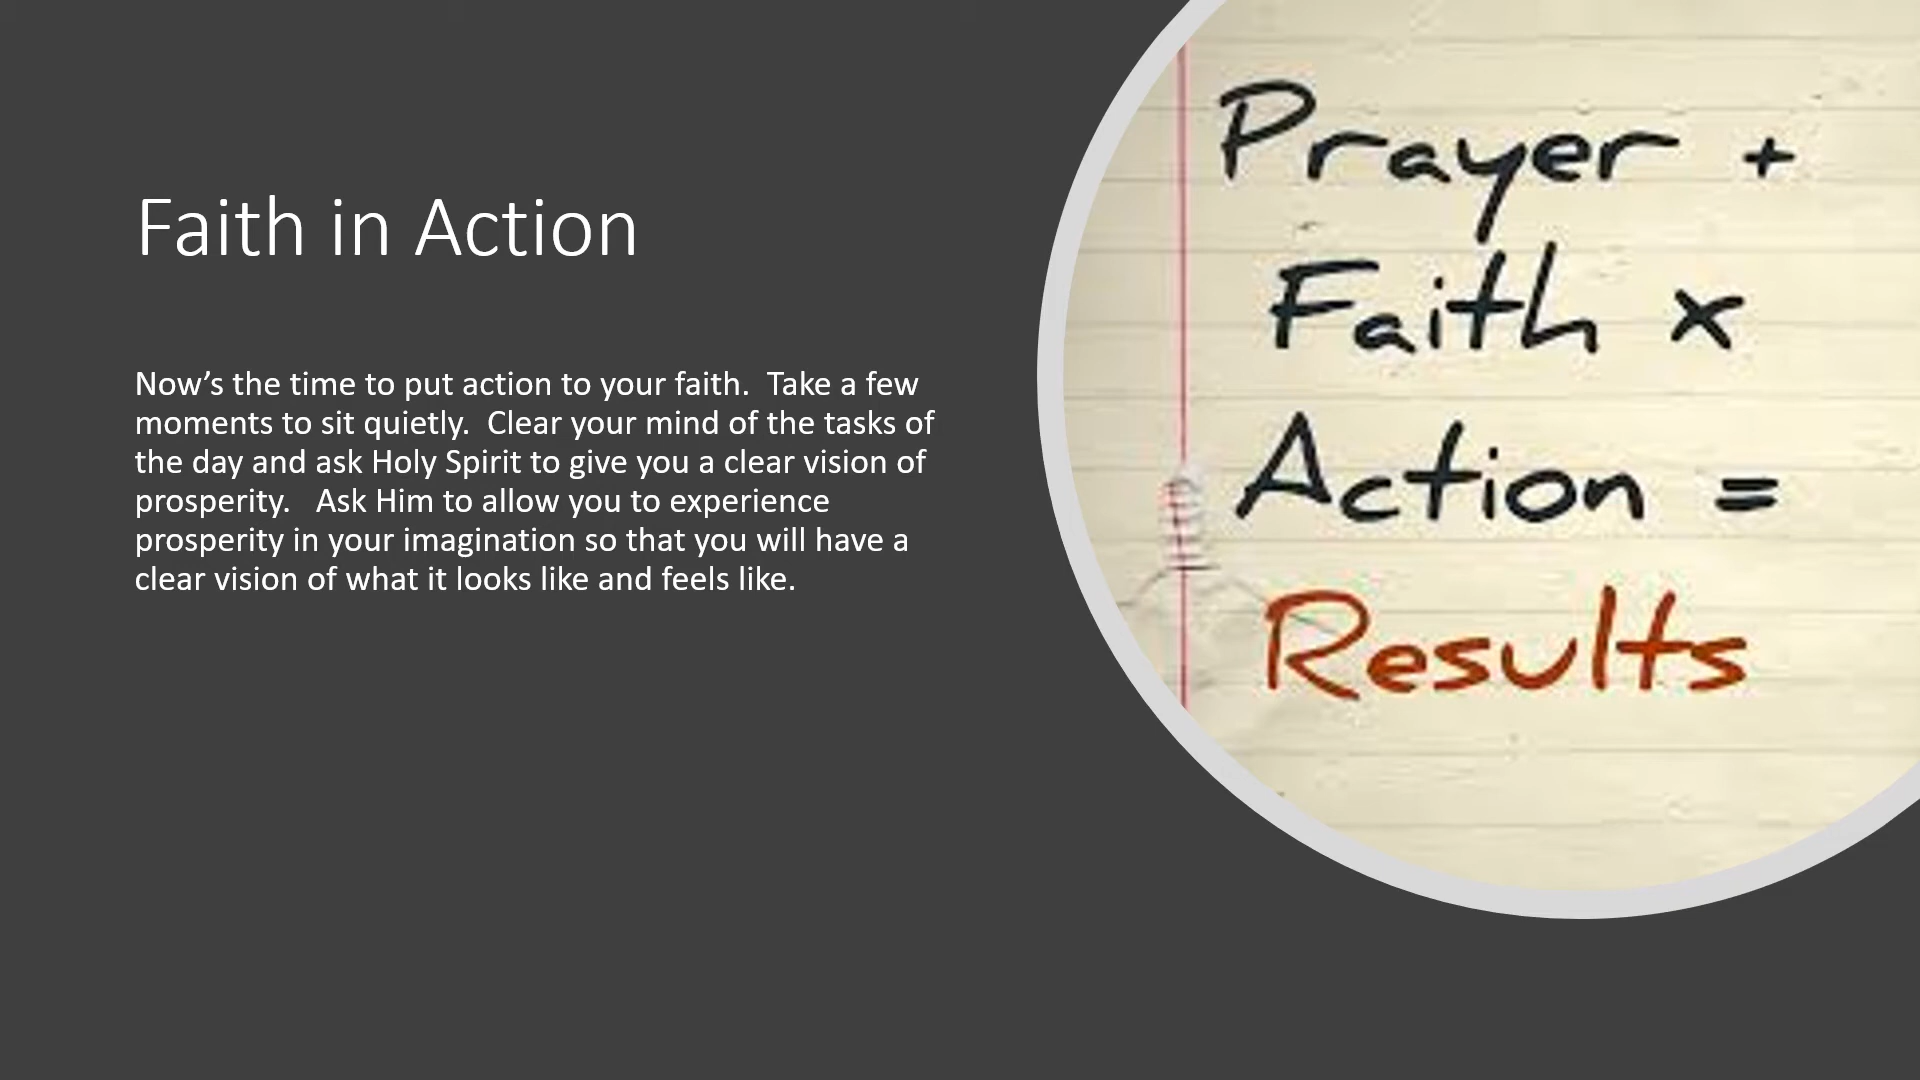 Faith in Action
Now’s the time to put action to your faith.  Take a few
moments to sit quietly.  Clear your mind of the tasks of
the day and ask Holy Spirit to give you a clear vision of
prosperity.   Ask Him to allow you to experience
prosperity in your imagination so that you will have a
clear vision of what it looks like and feels like.
Prayer +
Faith x
Action =
Results